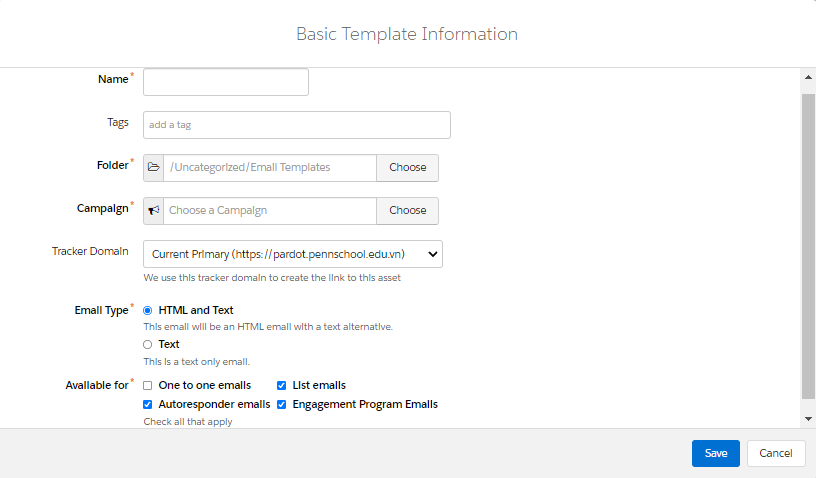 Basic Template Information
Name*
Tags add a tag
Folder* /Uncategorized/Email Templates Choose
Campaign* Choose a Campaign Choose
Tracker Domain Current Primary (https://pardot.pennschool.edu.vn)
We use this tracker domain to create the link to this asset
Email Type* HTML and Text
This email will be an HTML email with a text alternative.
Text
This is a text only email.
Available for* One to one emails List emails
Autoresponder emails Engagement Program Emails
Check all that apply
Save Cancel